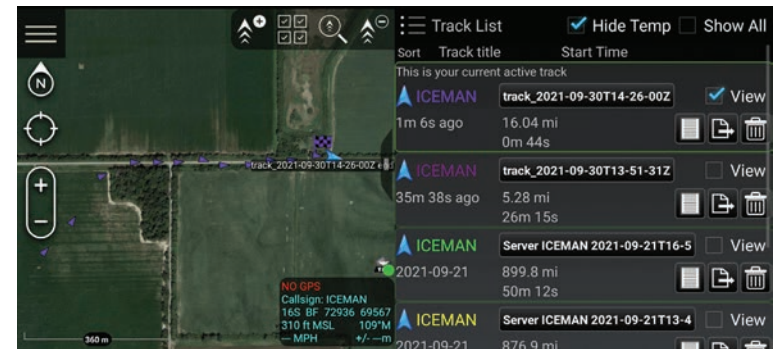 N
track_2021-09-30T14-26-00Z end
+
−
NO GPS
Callsign: ICEMAN
16S BF 72936 69567
310 ft MSL 109°M
--- MPH +/- ---m
360 m
Track List Hide Temp Show All
Sort Track title Start Time
This is your current active track
ICEMAN track_2021-09-30T14-26-00Z View
1m 6s ago 16.04 mi
0m 44s
ICEMAN track_2021-09-30T13-51-31Z View
35m 38s ago 5.28 mi
26m 15s
ICEMAN Server ICEMAN 2021-09-21T16-5 View
2021-09-21 899.8 mi
50m 12s
ICEMAN Server ICEMAN 2021-09-21T13-4 View
2021-09-21 876.9 mi